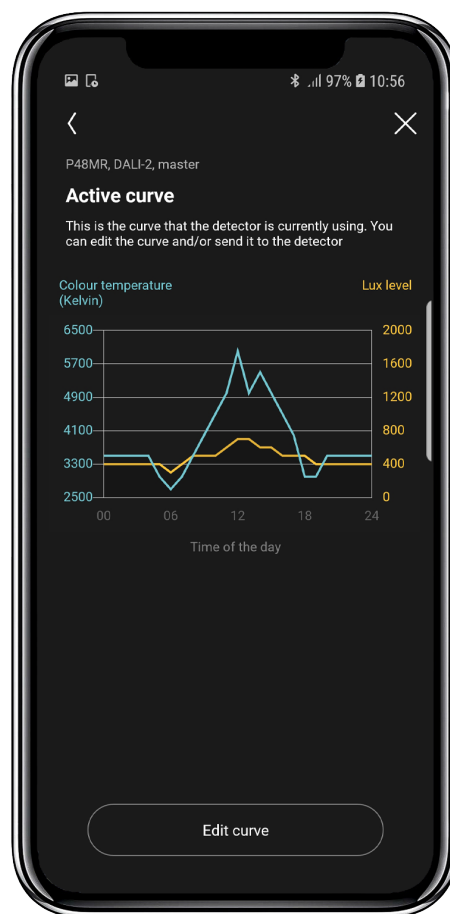 97% 10:56
P48MR, DALI-2, master
Active curve
This is the curve that the detector is currently using. You
can edit the curve and/or send it to the detector
Colour temperature
(Kelvin)
Lux level
6500 2000
5700 1600
4900 1200
4100 800
3300 400
2500 0
00 06 12 18 24
Time of the day
Edit curve